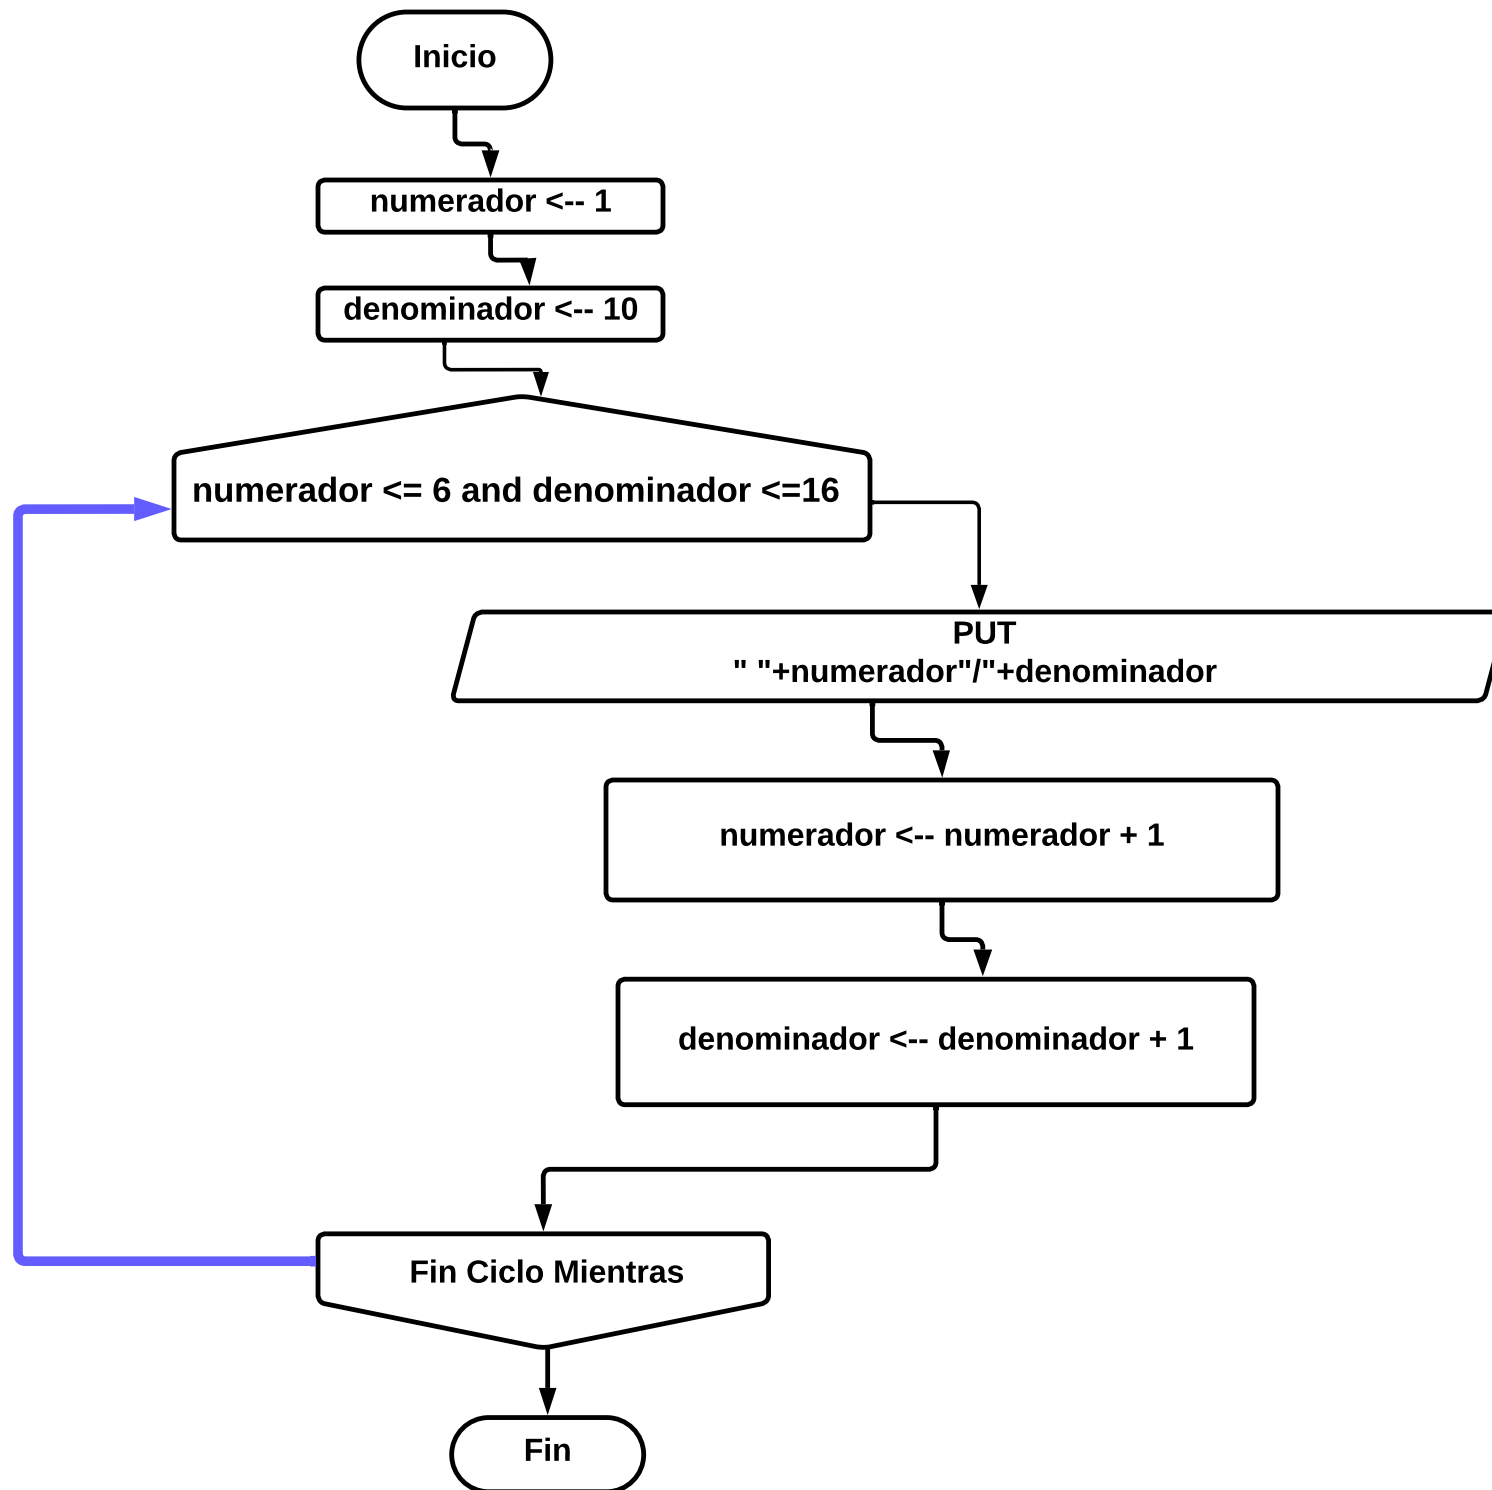 Inicio
numerador <-- 1
denominador <-- 10
numerador <= 6 and denominador <=16
PUT
" "+numerador"/"+denominador
numerador <-- numerador + 1
denominador <-- denominador + 1
Fin Ciclo Mientras
Fin